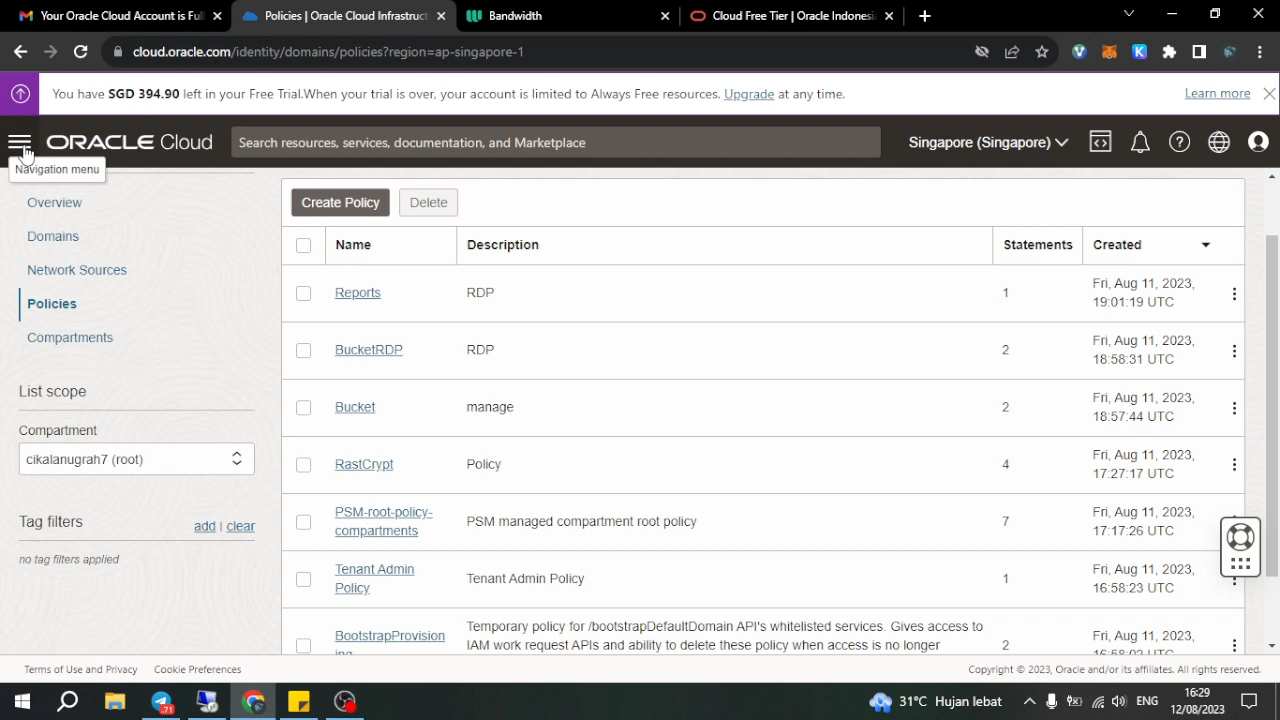 Your Oracle Cloud Account is Ful
Policies | Oracle Cloud Infrastruct
Bandwidth
Cloud Free Tier | Oracle Indonesi
cloud.oracle.com/identity/domains/policies?region=ap-singapore-1
You have SGD 394.90 left in your Free Trial.When your trial is over, your account is limited to Always Free resources. Upgrade at any time.
Learn more
ORACLE Cloud
Search resources, services, documentation, and Marketplace
Singapore (Singapore)
Navigation menu
Overview
Domains
Network Sources
Policies
Compartments
List scope
Compartment
cikalanugrah7 (root)
Tag filters
add | clear
no tag filters applied
Create Policy
Delete
Name
Description
Statements
Created
Reports
RDP
1
Fri, Aug 11, 2023,
19:01:19 UTC
BucketRDP
RDP
2
Fri, Aug 11, 2023,
18:58:31 UTC
Bucket
manage
2
Fri, Aug 11, 2023,
18:57:44 UTC
RastCrypt
Policy
4
Fri, Aug 11, 2023,
17:27:17 UTC
PSM-root-policy-
compartments
PSM managed compartment root policy
7
Fri, Aug 11, 2023,
17:17:26 UTC
Tenant Admin
Policy
Tenant Admin Policy
1
Fri, Aug 11, 2023,
16:58:23 UTC
BootstrapProvision
ing
Temporary policy for /bootstrapDefaultDomain API's whitelisted services. Gives access to
IAM work request APIs and ability to delete these policy when access is no longer
2
Fri, Aug 11, 2023,
16:58:02 UTC
Terms of Use and Privacy
Cookie Preferences
Copyright © 2023, Oracle and/or its affiliates. All rights reserved.
71
31°C Hujan lebat
ENG
16:29
12/08/2023